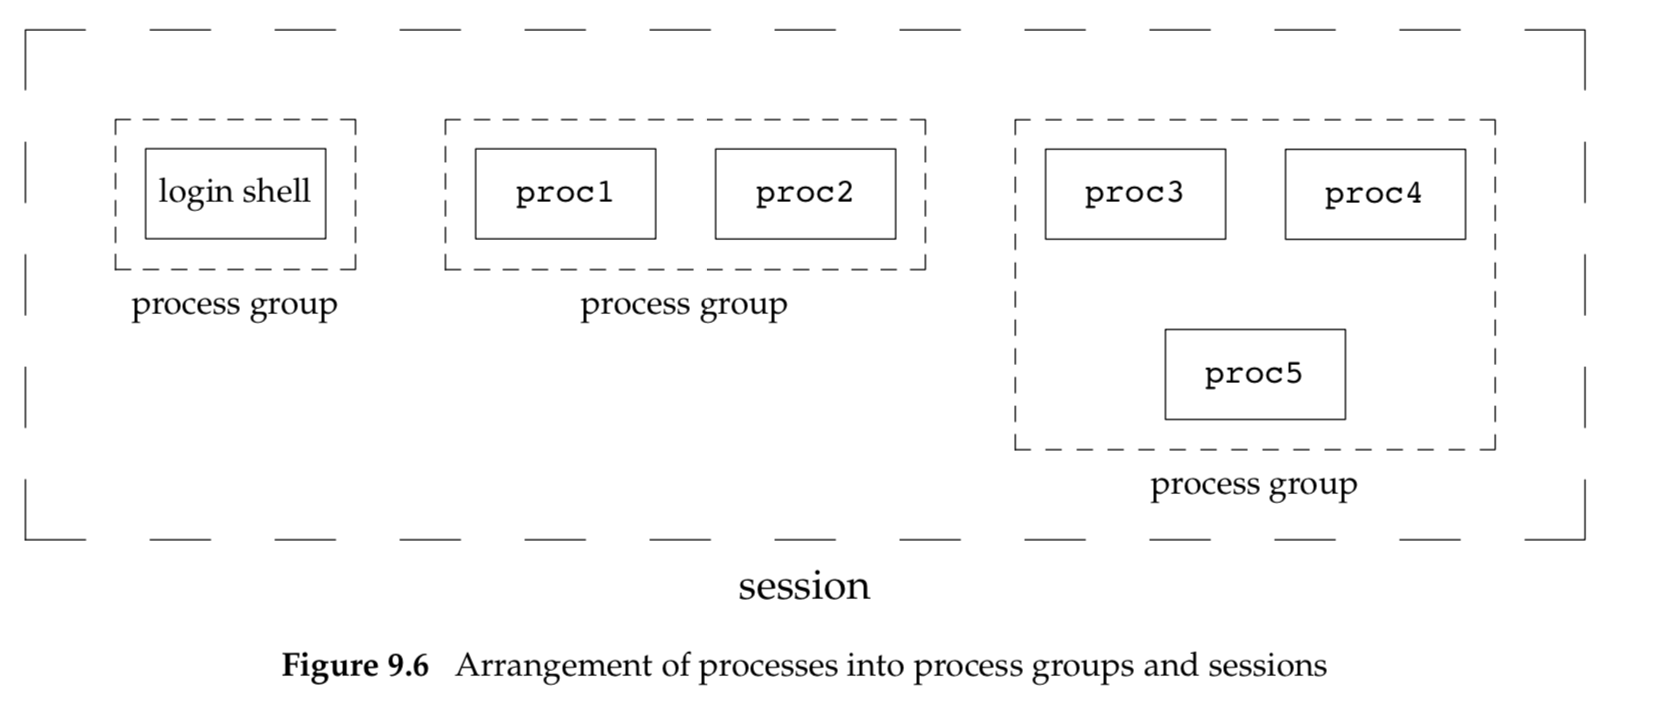 login shell
proc1
proc2
proc3
proc4
process group
process group
proc5
process group
session
Figure 9.6 Arrangement of processes into process groups and sessions